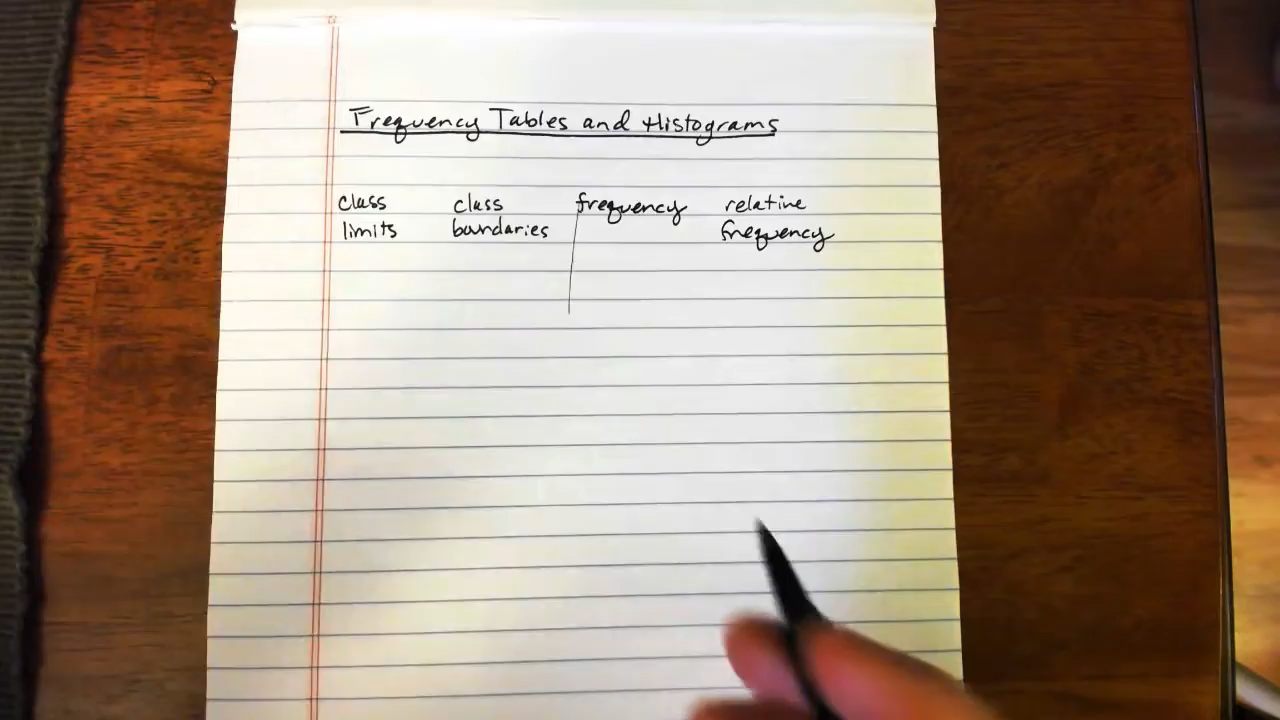 Frequency Tables and Histograms
class class frequency relative
limits boundaries frequency